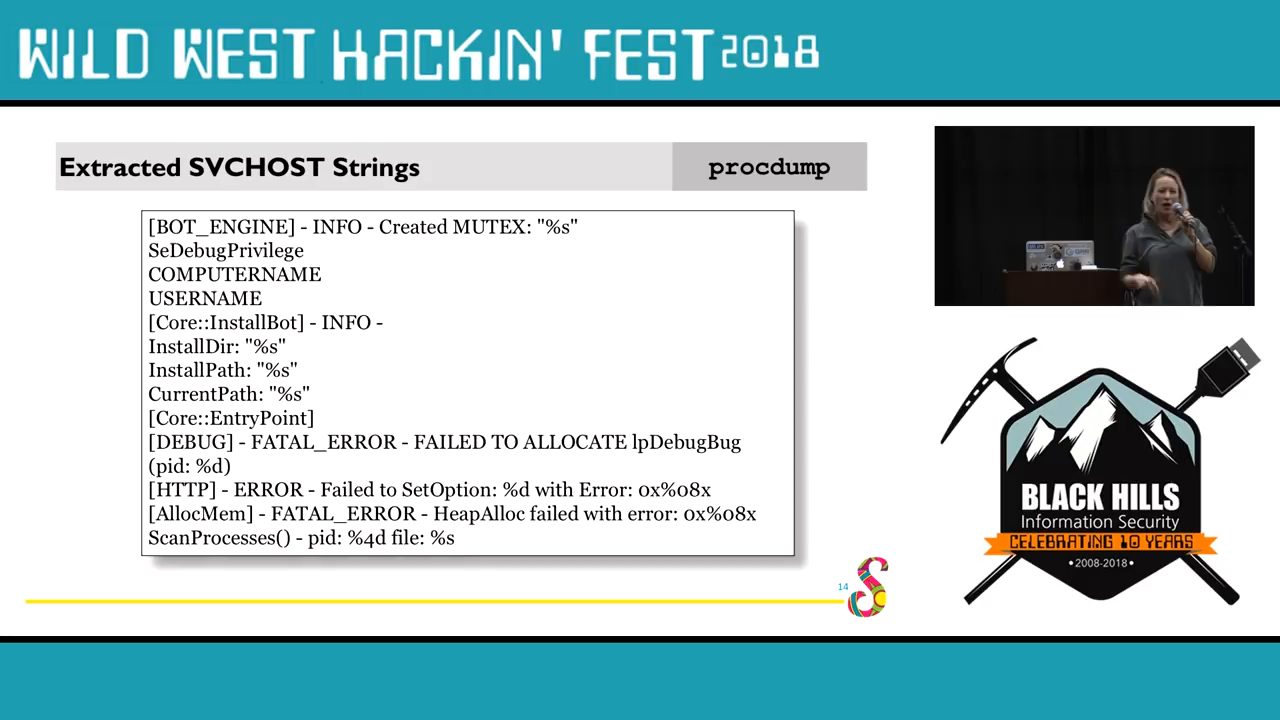 WILD WEST HACKIN' FEST 2018
Extracted SVCHOST Strings
procdump
[BOT_ENGINE] - INFO - Created MUTEX: "%s"
SeDebugPrivilege
COMPUTERNAME
USERNAME
[Core::InstallBot] - INFO -
InstallDir: "%s"
InstallPath: "%s"
CurrentPath: "%s"
[Core::EntryPoint]
[DEBUG] - FATAL_ERROR - FAILED TO ALLOCATE lpDebugBug
(pid: %d)
[HTTP] - ERROR - Failed to SetOption: %d with Error: 0x%08x
[AllocMem] - FATAL_ERROR - HeapAlloc failed with error: 0x%08x
ScanProcesses() - pid: %4d file: %s
14
S
BLACK HILLS
Information Security
CELEBRATING 10 YEARS
•2008-2018•